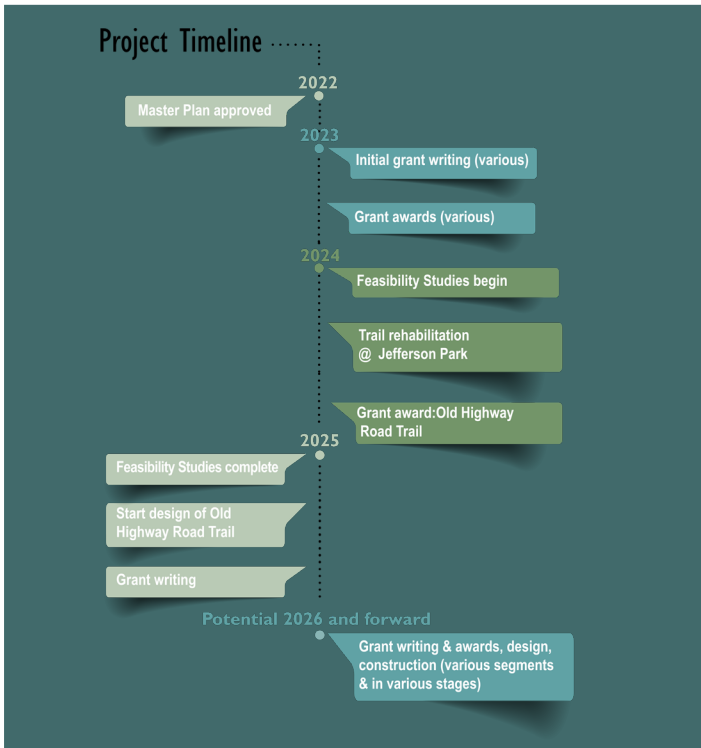 Project Timeline
2022
Master Plan approved
2023
Initial grant writing (various)
Grant awards (various)
2024
Feasibility Studies begin
Trail rehabilitation
@ Jefferson Park
Grant award:Old Highway
Road Trail
2025
Feasibility Studies complete
Start design of Old
Highway Road Trail
Grant writing
Potential 2026 and forward
Grant writing & awards, design,
construction (various segments
& in various stages)